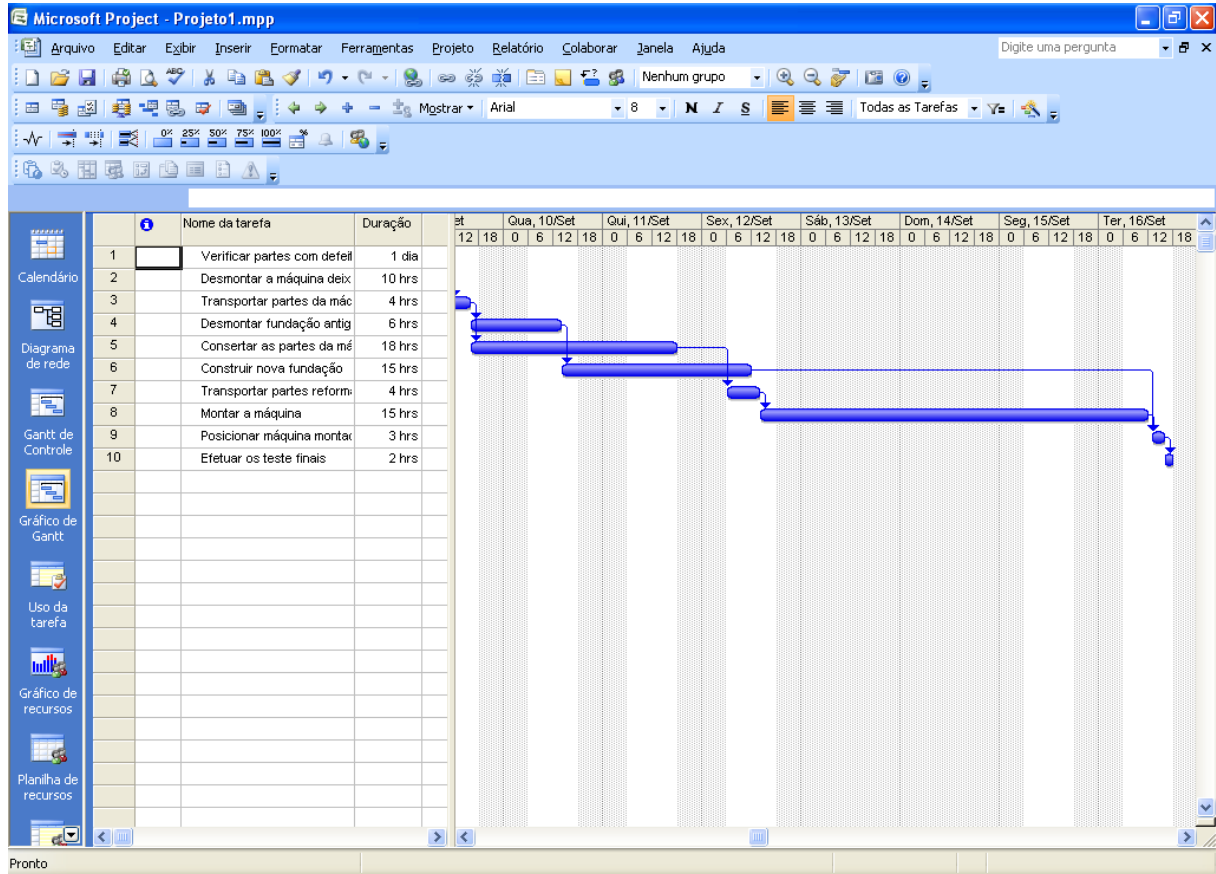 Microsoft Project - Projeto1.mpp
Arquivo Editar Exibir Inserir Formatar Ferramentas Projeto Relatório Colaborar Janela Ajuda Digite uma pergunta
Nenhum grupo
Mostrar Arial 8 N I S Todas as Tarefas
0% 25% 50% 75% 100%
Nome da tarefa Duração et Qua, 10/Set Qui, 11/Set Sex, 12/Set Sáb, 13/Set Dom, 14/Set Seg, 15/Set Ter, 16/Set
12 18 0 6 12 18 0 6 12 18 0 6 12 18 0 6 12 18 0 6 12 18 0 6 12 18 0 6 12 18
1 Verificar partes com defeit 1 dia
2 Desmontar a máquina deix 10 hrs
3 Transportar partes da mác 4 hrs
4 Desmontar fundação antig 6 hrs
5 Consertar as partes da má 18 hrs
6 Construir nova fundação 15 hrs
7 Transportar partes reforma 4 hrs
8 Montar a máquina 15 hrs
9 Posicionar máquina montac 3 hrs
10 Efetuar os teste finais 2 hrs
Calendário
Diagrama
de rede
Gantt de
Controle
Gráfico de
Gantt
Uso da
tarefa
Gráfico de
recursos
Planilha de
recursos
Pronto